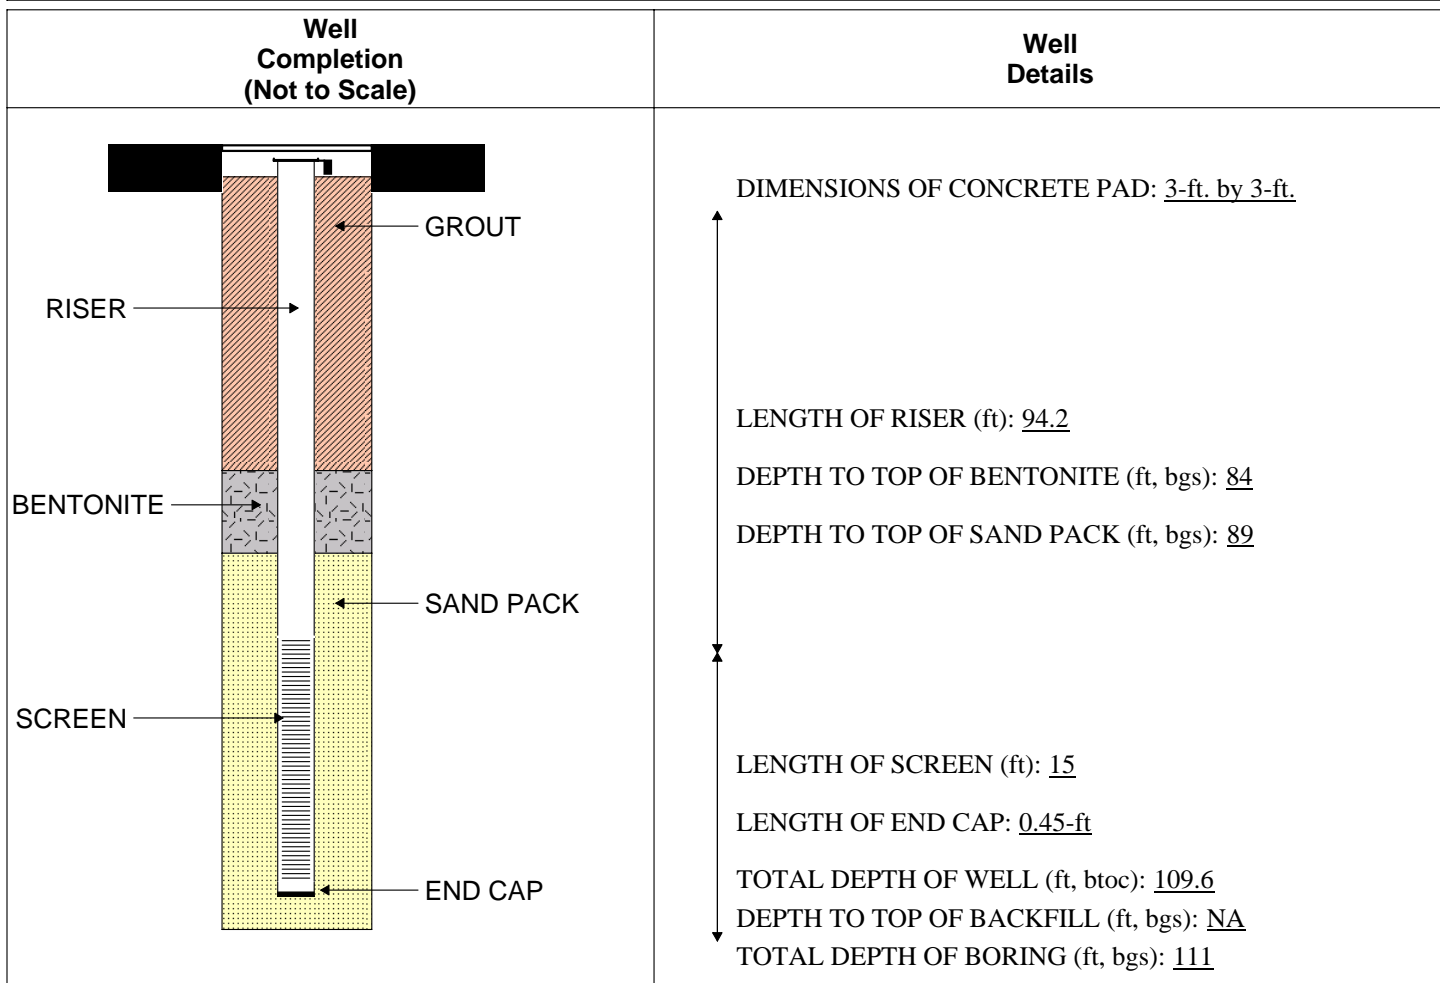 Well
Completion
(Not to Scale)
Well
Details
GROUT
RISER
BENTONITE
SAND PACK
SCREEN
END CAP
DIMENSIONS OF CONCRETE PAD: 3-ft. by 3-ft.
LENGTH OF RISER (ft): 94.2
DEPTH TO TOP OF BENTONITE (ft, bgs): 84
DEPTH TO TOP OF SAND PACK (ft, bgs): 89
LENGTH OF SCREEN (ft): 15
LENGTH OF END CAP: 0.45-ft
TOTAL DEPTH OF WELL (ft, btoc): 109.6
DEPTH TO TOP OF BACKFILL (ft, bgs): NA
TOTAL DEPTH OF BORING (ft, bgs): 111